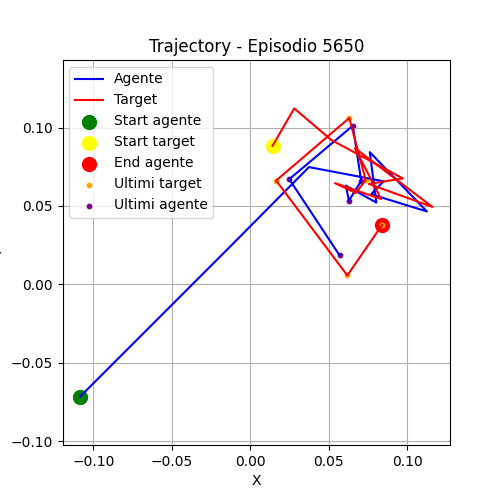 Trajectory - Episodio 5650
Agente
Target
Start agente
Start target
End agente
Ultimi target
Ultimi agente
0.10
0.05
0.00
−0.05
−0.10
−0.10
−0.05
0.00
0.05
0.10
X